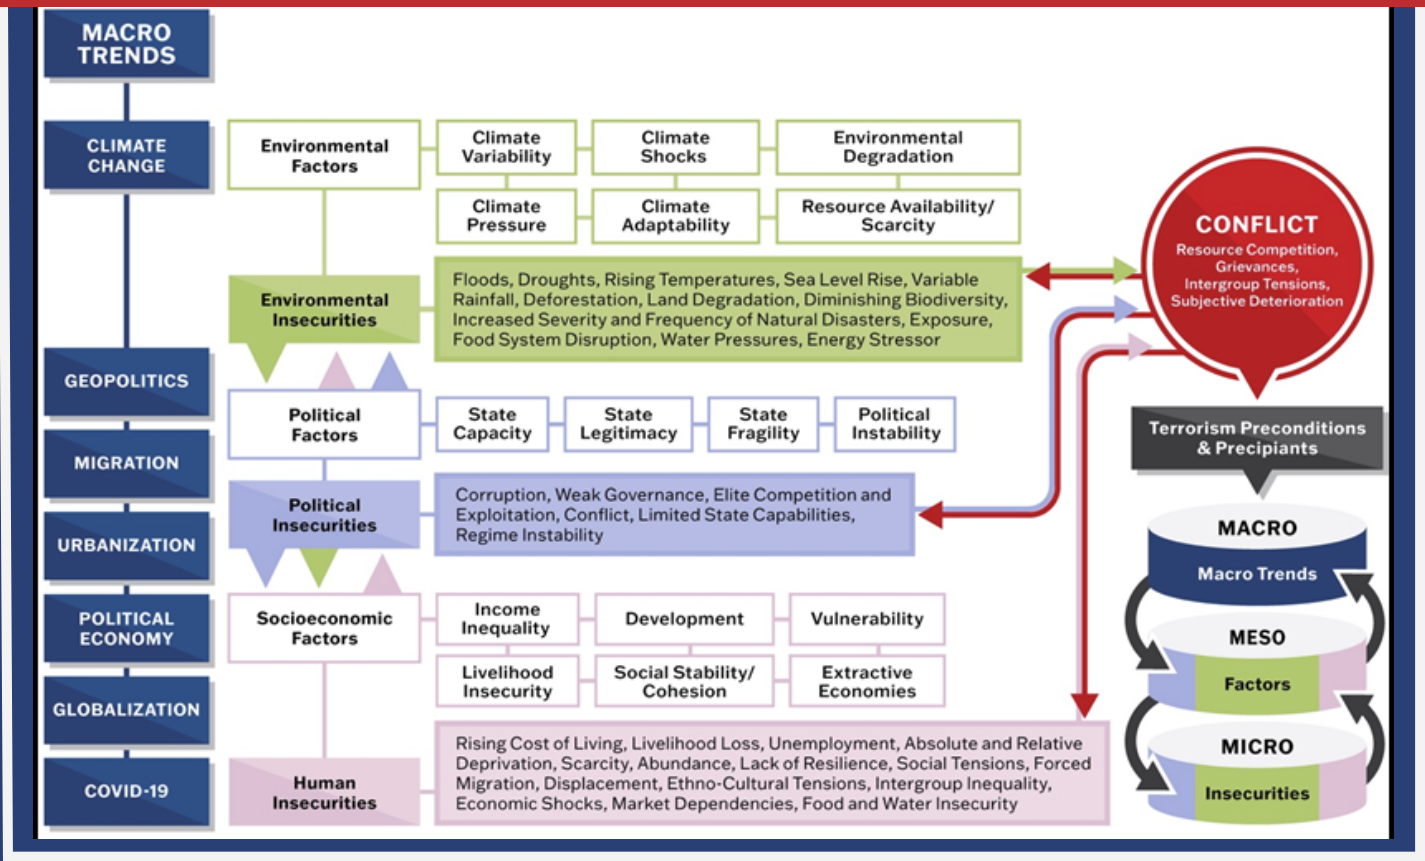 MACRO
TRENDS
CLIMATE
CHANGE
GEOPOLITICS
MIGRATION
URBANIZATION
POLITICAL
ECONOMY
GLOBALIZATION
COVID-19
Environmental
Factors
Climate
Variability
Climate
Shocks
Environmental
Degradation
Climate
Pressure
Climate
Adaptability
Resource Availability/
Scarcity
Environmental
Insecurities
Floods, Droughts, Rising Temperatures, Sea Level Rise, Variable
Rainfall, Deforestation, Land Degradation, Diminishing Biodiversity,
Increased Severity and Frequency of Natural Disasters, Exposure,
Food System Disruption, Water Pressures, Energy Stressor
Political
Factors
State
Capacity
State
Legitimacy
State
Fragility
Political
Instability
Political
Insecurities
Corruption, Weak Governance, Elite Competition and
Exploitation, Conflict, Limited State Capabilities,
Regime Instability
Socioeconomic
Factors
Income
Inequality
Development
Vulnerability
Livelihood
Insecurity
Social Stability/
Cohesion
Extractive
Economies
Human
Insecurities
Rising Cost of Living, Livelihood Loss, Unemployment, Absolute and Relative
Deprivation, Scarcity, Abundance, Lack of Resilience, Social Tensions, Forced
Migration, Displacement, Ethno-Cultural Tensions, Intergroup Inequality,
Economic Shocks, Market Dependencies, Food and Water Insecurity
CONFLICT
Resource Competition,
Grievances,
Intergroup Tensions,
Subjective Deterioration
Terrorism Preconditions
& Precipiants
MACRO
Macro Trends
MESO
Factors
MICRO
Insecurities